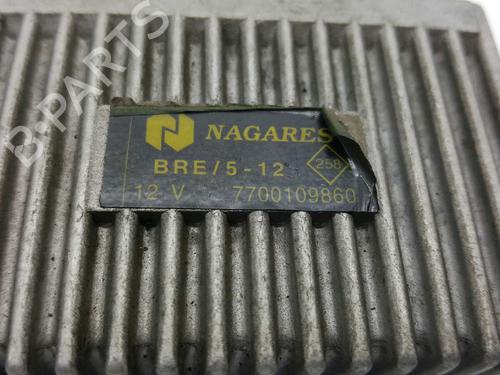 B-PARTS
NAGARES
BRE/5-12
258
12 V 7700109860